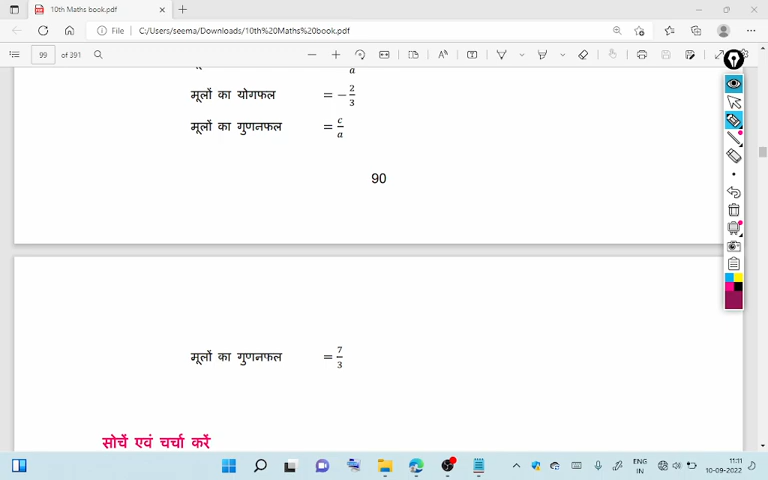 10th Maths book.pdf
File
C:/Users/seema/Downloads/10th%20Maths%20book.pdf
99 of 391
a
मूलों का योगफल = − 2/3
मूलों का गुणनफल = c/a
90
मूलों का गुणनफल = 7/3
सोचें एवं चर्चा करें
ENG
IN
11:11
10-09-2022